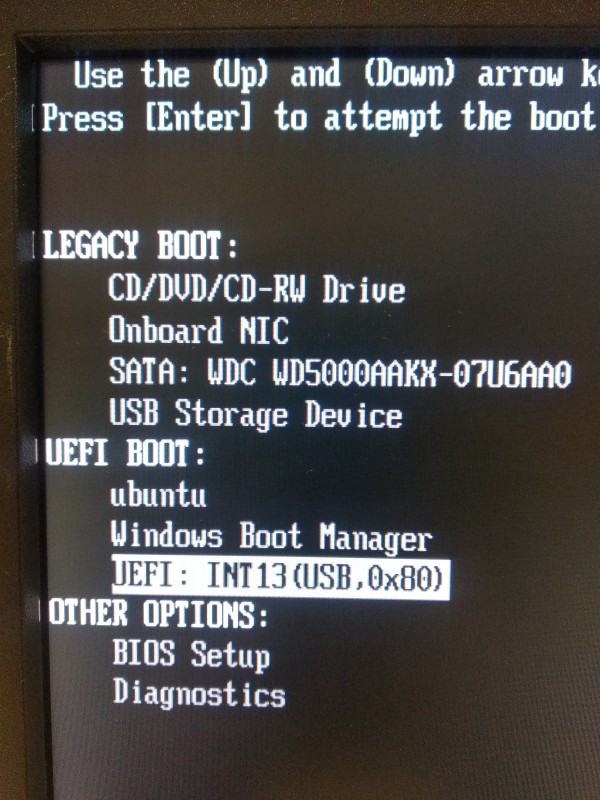 Use the (Up) and (Down) arrow
Press [Enter] to attempt the boot
LEGACY BOOT:
CD/DVD/CD-RW Drive
Onboard NIC
SATA: WDC WD5000AAKX-07U6AA0
USB Storage Device
UEFI BOOT:
ubuntu
Windows Boot Manager
UEFI: INT13(USB,0x80)
OTHER OPTIONS:
BIOS Setup
Diagnostics